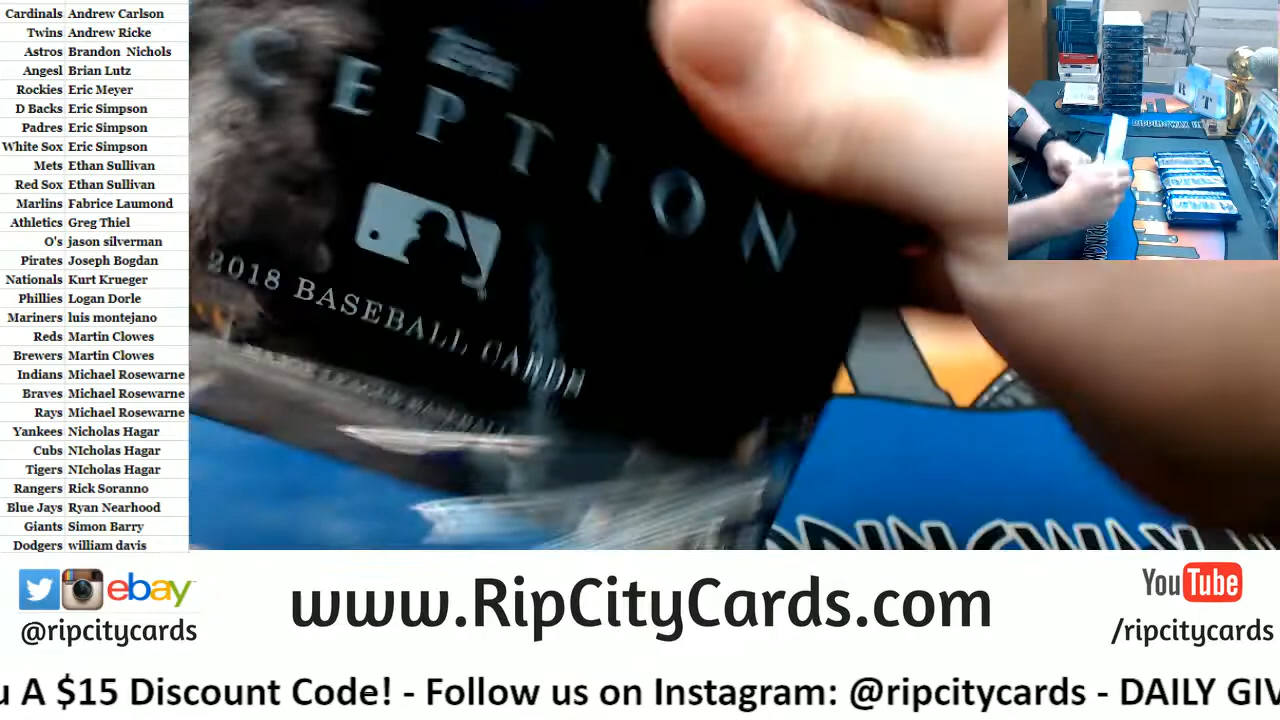 Cardinals Andrew Carlson
Twins Andrew Ricke
Astros Brandon Nichols
Angesl Brian Lutz
Rockies Eric Meyer
D Backs Eric Simpson
Padres Eric Simpson
White Sox Eric Simpson
Mets Ethan Sullivan
Red Sox Ethan Sullivan
Marlins Fabrice Laumond
Athletics Greg Thiel
O's jason silverman
Pirates Joseph Bogdan
Nationals Kurt Krueger
Phillies Logan Dorle
Mariners luis montejano
Reds Martin Clowes
Brewers Martin Clowes
Indians Michael Rosewarne
Braves Michael Rosewarne
Rays Michael Rosewarne
Yankees Nicholas Hagar
Cubs NIcholas Hagar
Tigers NIcholas Hagar
Rangers Rick Soranno
Blue Jays Ryan Nearhood
Giants Simon Barry
Dodgers william davis
CEPTION
2018 BASEBALL CARDS
R T
ebay
@ripcitycards
www.RipCityCards.com
YouTube
/ripcitycards
u A $15 Discount Code! - Follow us on Instagram: @ripcitycards - DAILY GIV